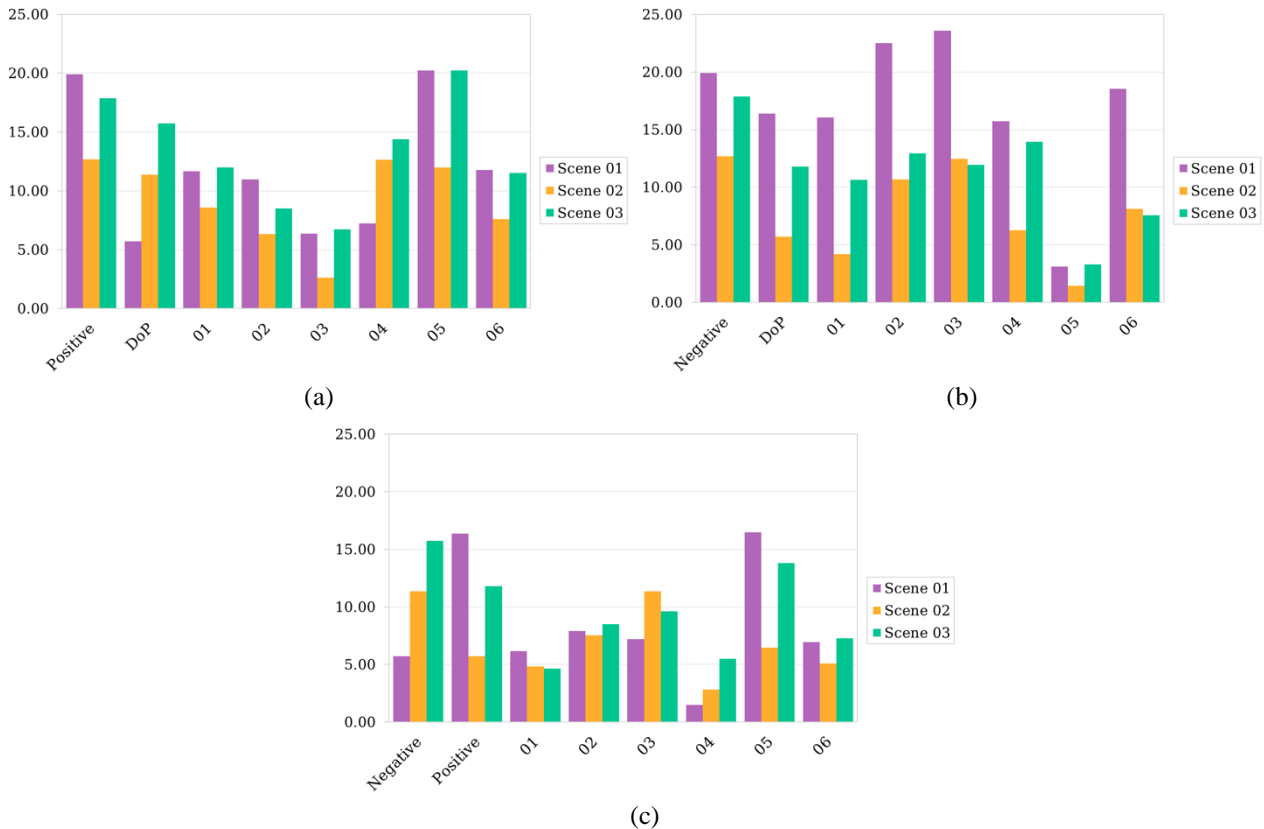 25.00
20.00
15.00
10.00
5.00
0.00
Positive
DoP
01
02
03
04
05
06
Scene 01
Scene 02
Scene 03
(a)
25.00
20.00
15.00
10.00
5.00
0.00
Negative
DoP
01
02
03
04
05
06
Scene 01
Scene 02
Scene 03
(b)
25.00
20.00
15.00
10.00
5.00
0.00
Negative
Positive
01
02
03
04
05
06
Scene 01
Scene 02
Scene 03
(c)